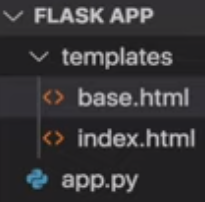 FLASK APP
templates
base.html
index.html
app.py